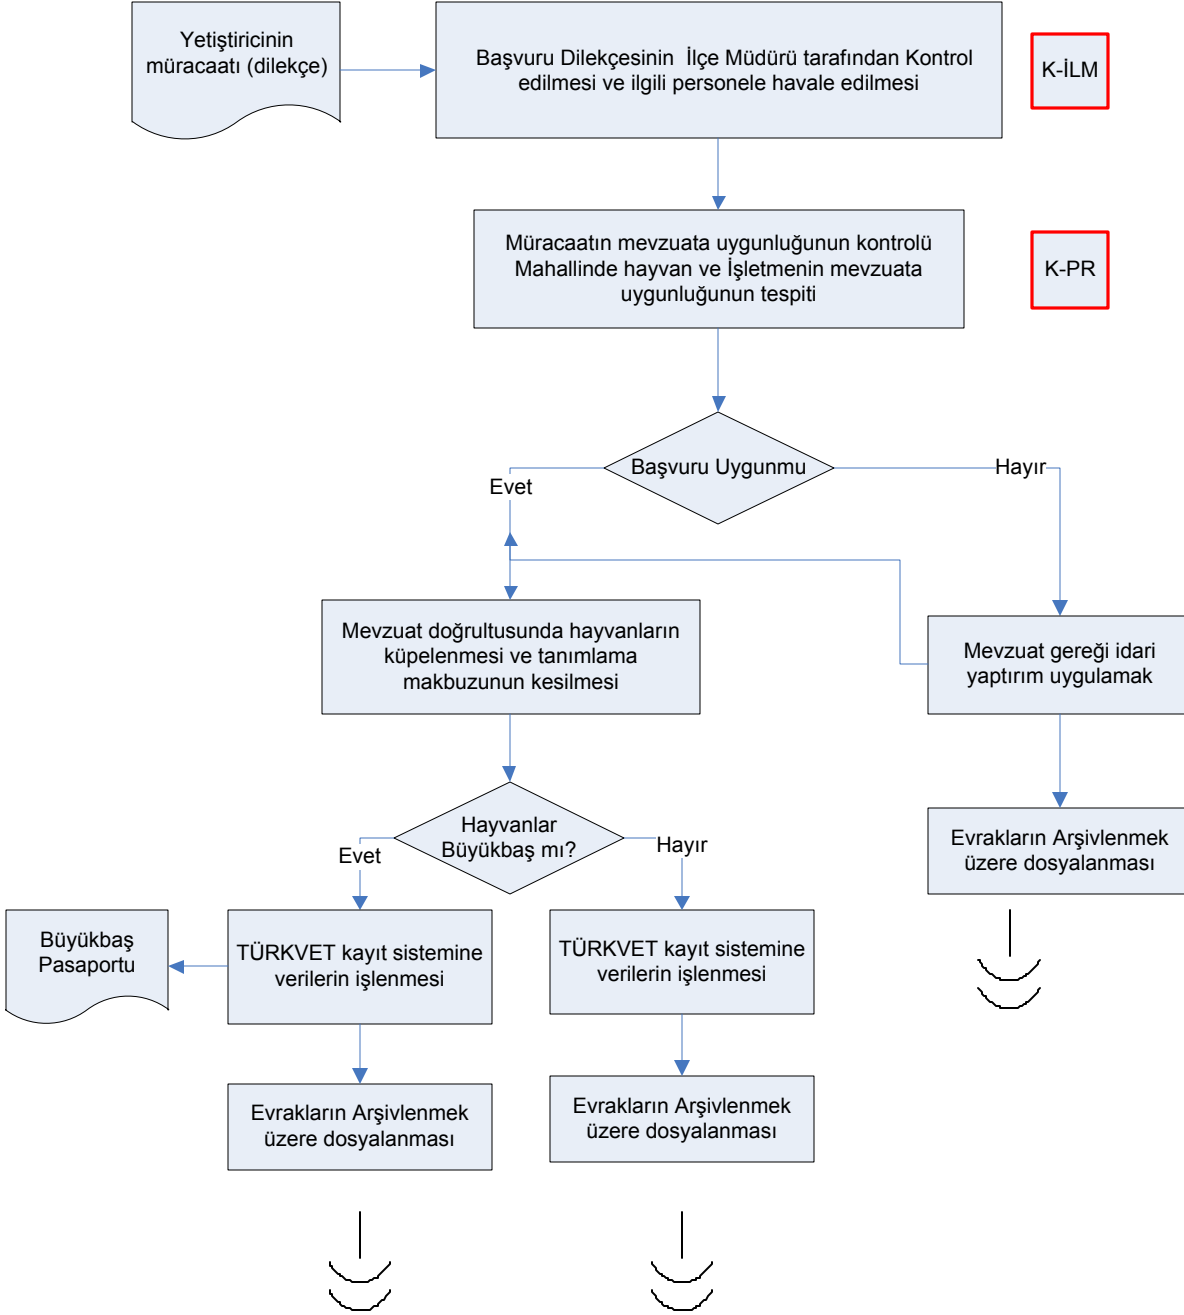 Yetiştiricinin
müracaatı (dilekçe)
Başvuru Dilekçesinin İlçe Müdürü tarafından Kontrol
edilmesi ve ilgili personele havale edilmesi
K-İLM
Müracaatın mevzuata uygunluğunun kontrolü
Mahallinde hayvan ve İşletmenin mevzuata
uygunluğunun tespiti
K-PR
Başvuru Uygunmu
Evet
Hayır
Mevzuat doğrultusunda hayvanların
küpelenmesi ve tanımlama
makbuzunun kesilmesi
Mevzuat gereği idari
yaptırım uygulamak
Hayvanlar
Büyükbaş mı?
Evet
Hayır
Evrakların Arşivlenmek
üzere dosyalanması
Büyükbaş
Pasaportu
TÜRKVET kayıt sistemine
verilerin işlenmesi
TÜRKVET kayıt sistemine
verilerin işlenmesi
Evrakların Arşivlenmek
üzere dosyalanması
Evrakların Arşivlenmek
üzere dosyalanması